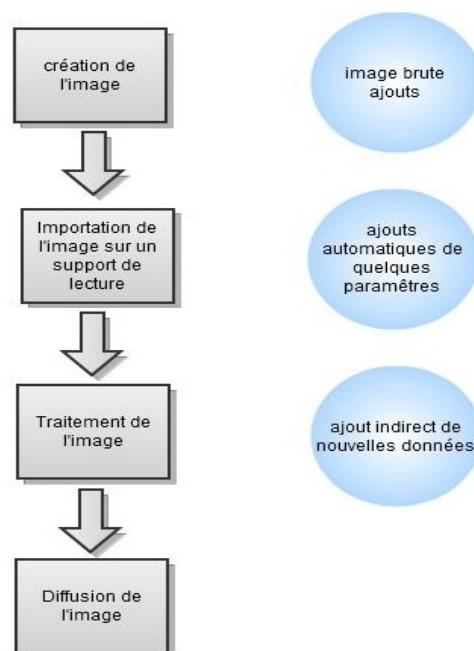 création de
l'image
image brute
ajouts
Importation de
l'image sur un
support de
lecture
ajouts
automatiques de
quelques
paramêtres
Traitement de
l'image
ajout indirect de
nouvelles données
Diffusion de
l'image